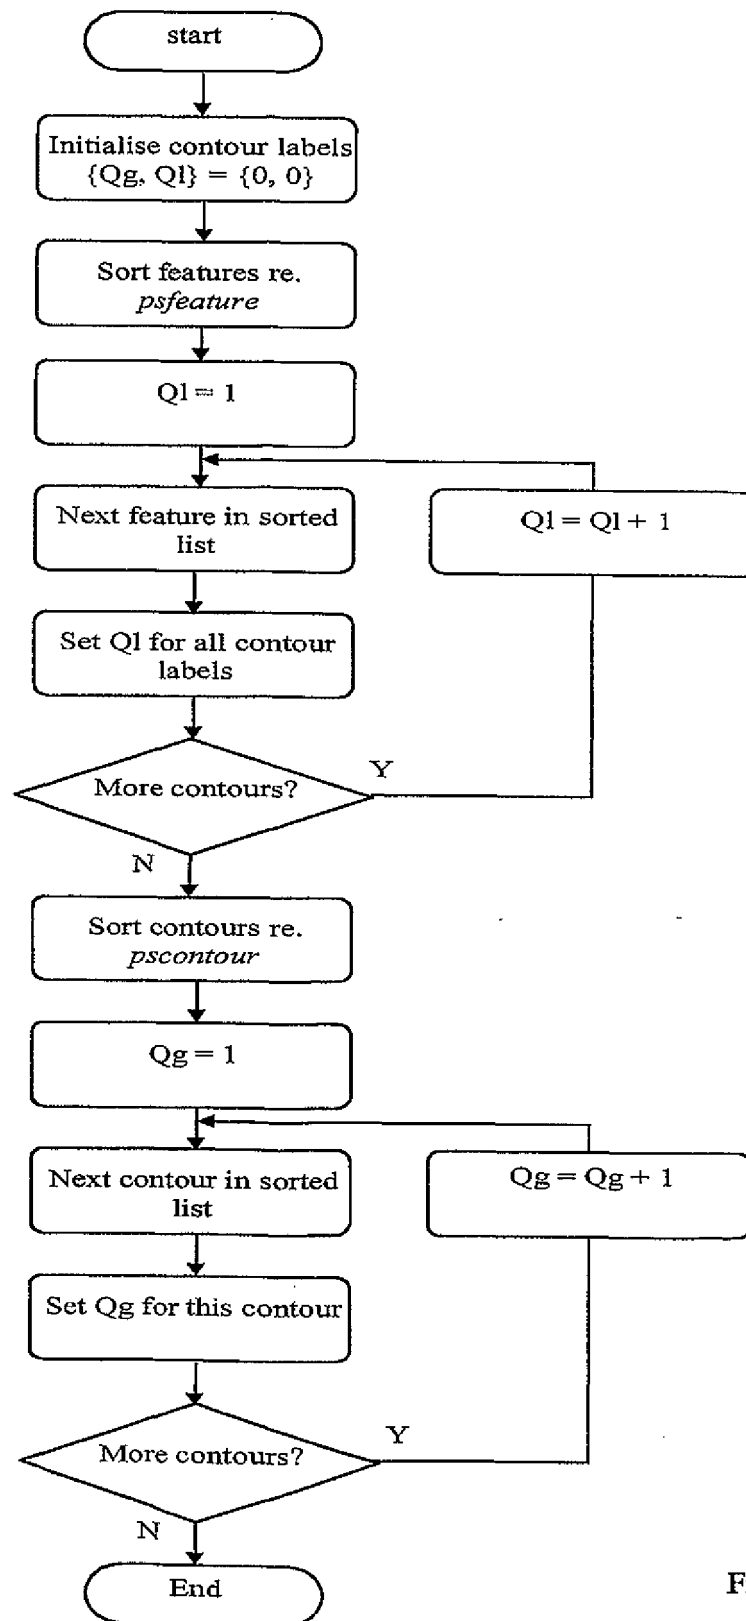 start
Initialise contour labels
{Qg, Ql} = {0, 0}
Sort features re.
psfeature
Ql = 1
Next feature in sorted
list
Ql = Ql + 1
Set Ql for all contour
labels
More contours?
Y
N
Sort contours re.
pscontour
Qg = 1
Next contour in sorted
list
Qg = Qg + 1
Set Qg for this contour
More contours?
Y
N
End